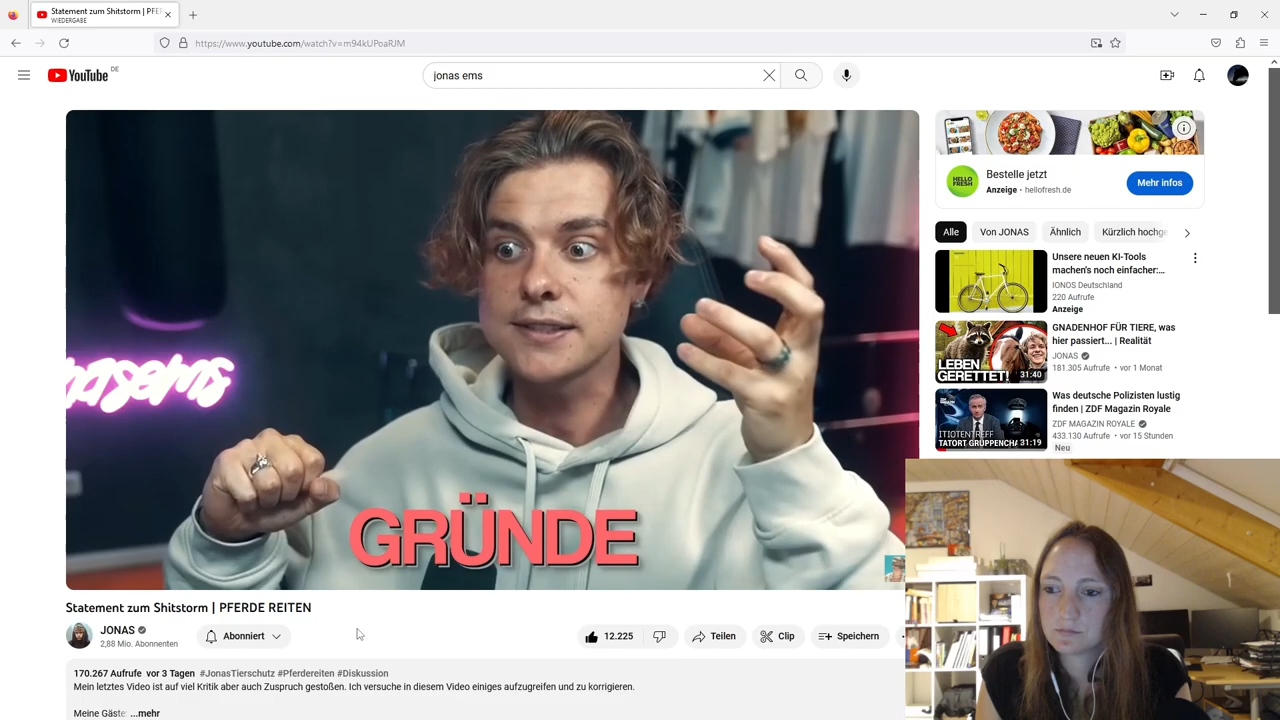 Statement zum Shitstorm | PFE
WIEDERGABE
https://www.youtube.com/watch?v=m94kUPoaRJM
YouTube DE
jonas ems
GRÜNDE
Statement zum Shitstorm | PFERDE REITEN
JONAS
2,88 Mio. Abonnenten
Abonniert
12.225
Teilen
Clip
Speichern
170.267 Aufrufe vor 3 Tagen #JonasTierschutz #Pferdereiten #Diskussion
Mein letztes Video ist auf viel Kritik aber auch Zuspruch gestoßen. Ich versuche in diesem Video einiges aufzugreifen und zu korrigieren.
Meine Gäste ...mehr
HELLO
FRESH
Bestelle jetzt
Anzeige • hellofresh.de
Mehr infos
Alle
Von JONAS
Ähnlich
Kürzlich hochge
Unsere neuen KI-Tools
machen's noch einfacher:...
IONOS Deutschland
220 Aufrufe
Anzeige
LEBEN
GERETTET!
31:40
GNADENHOF FÜR TIERE, was
hier passiert... | Realität
JONAS
181.305 Aufrufe • vor 1 Monat
ITIOTENTREFF
TATORT GRUPPENCHA
31:19
Was deutsche Polizisten lustig
finden | ZDF Magazin Royale
ZDF MAGAZIN ROYALE
433.130 Aufrufe • vor 15 Stunden
Neu